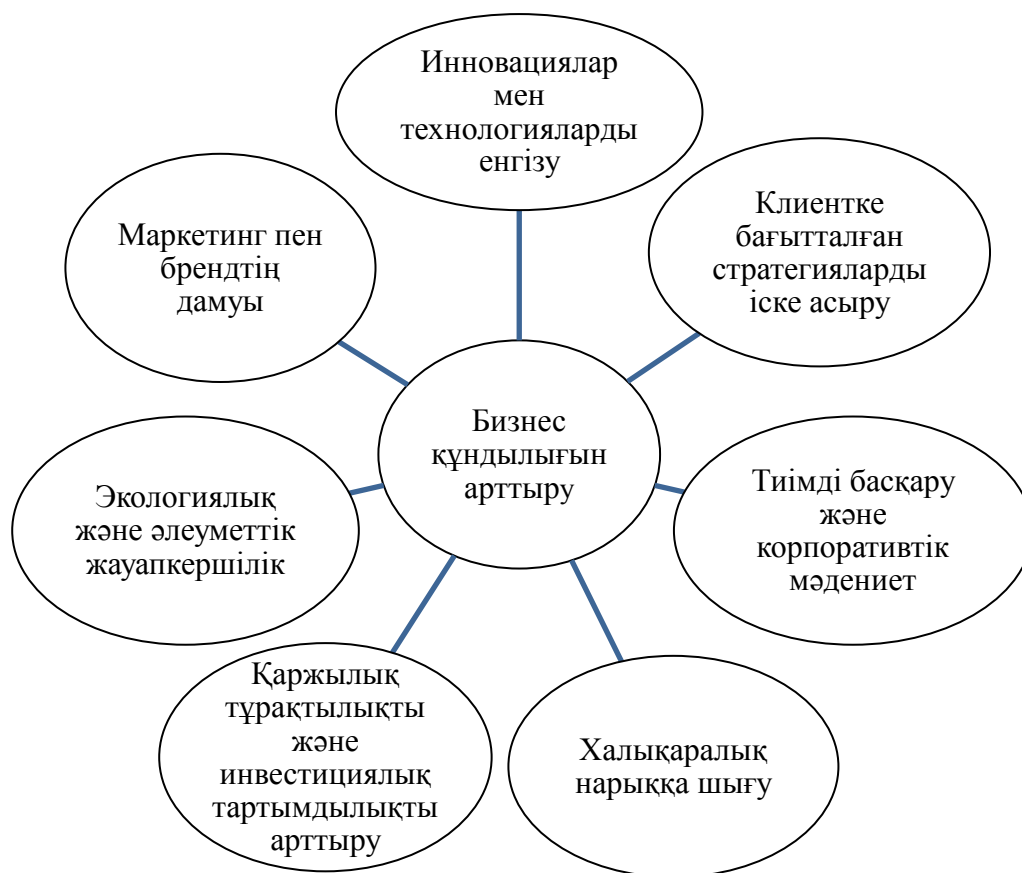 Инновациялар
мен
технологияларды
енгізу
Клиентке
бағытталған
стратегияларды
іске асыру
Маркетинг пен
брендтің
дамуы
Бизнес
құндылығын
арттыру
Тиімді басқару
және
корпоративтік
мәдениет
Экологиялық
және әлеуметтік
жауапкершілік
Қаржылық
тұрақтылықты
және
инвестициялық
тартымдылықты
арттыру
Халықаралық
нарыққа шығу